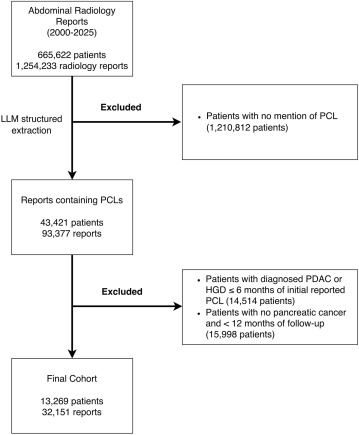 Abdominal Radiology
Reports
(2000-2025)
665,622 patients
1,254,233 radiology reports
LLM structured
extraction
Excluded
• Patients with no mention of PCL
(1,210,812 patients)
Reports containing PCLs
43,421 patients
93,377 reports
Excluded
• Patients with diagnosed PDAC or
HGD ≤ 6 months of initial reported
PCL (14,514 patients)
• Patients with no pancreatic cancer
and < 12 months of follow-up
(15,998 patients)
Final Cohort
13,269 patients
32,151 reports